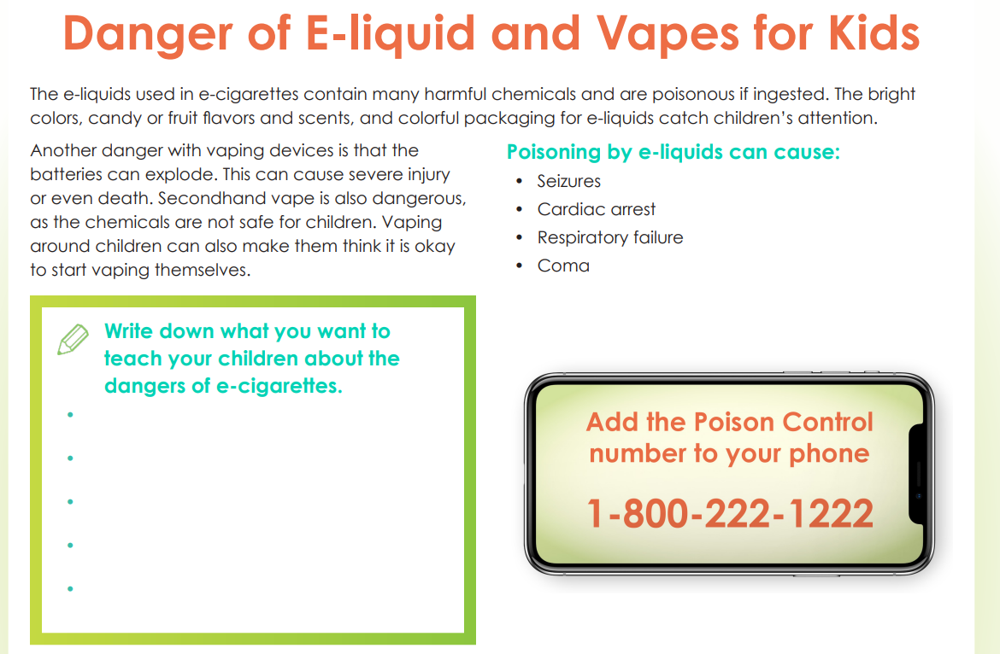 Danger of E-liquid and Vapes for Kids
The e-liquids used in e-cigarettes contain many harmful chemicals and are poisonous if ingested. The bright
colors, candy or fruit flavors and scents, and colorful packaging for e-liquids catch children’s attention.
Another danger with vaping devices is that the
batteries can explode. This can cause severe injury
or even death. Secondhand vape is also dangerous,
as the chemicals are not safe for children. Vaping
around children can also make them think it is okay
to start vaping themselves.
Poisoning by e-liquids can cause:
• Seizures
• Cardiac arrest
• Respiratory failure
• Coma
Write down what you want to
teach your children about the
dangers of e-cigarettes.
•
•
•
•
•
Add the Poison Control
number to your phone
1-800-222-1222